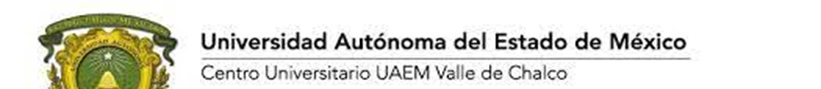 Universidad Autónoma del Estado de México
Centro Universitario UAEM Valle de Chalco